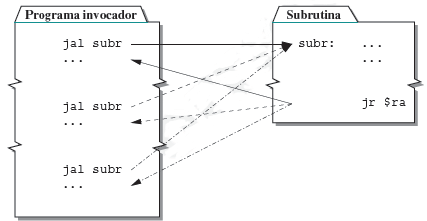 Programa invocador
jal subr
...
jal subr
...
jal subr
...
Subrutina
subr: ...
...
jr $ra